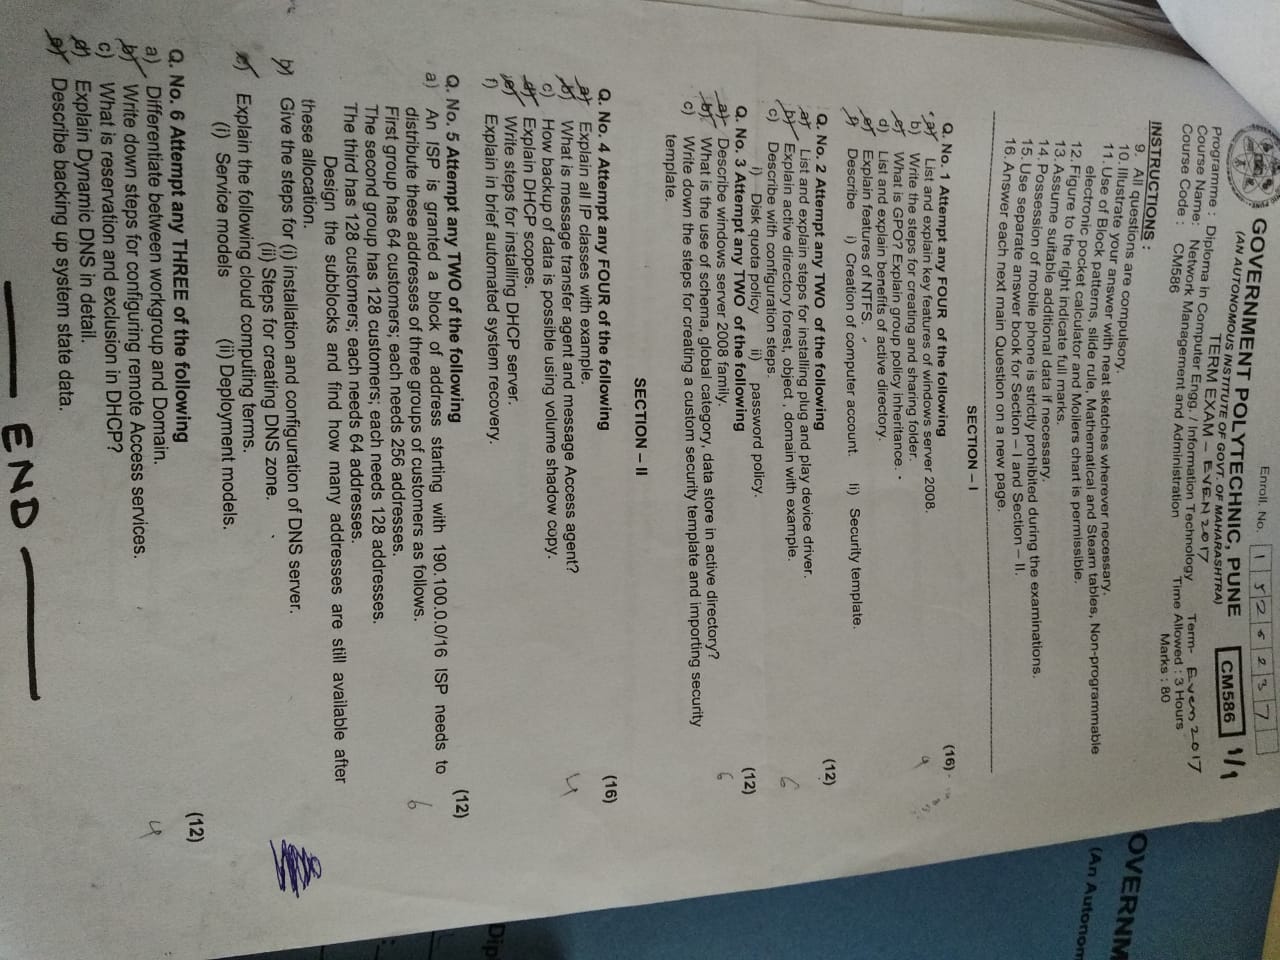 Enroll. No. 1 5 2 6 2 3 7
GOVERNMENT POLYTECHNIC, PUNE
(AN AUTONOMOUS INSTITUTE OF GOVT. OF MAHARASHTRA)
CM586 1/1
TERM EXAM – EVEN 2017
Term- Even 2017
Programme : Diploma in Computer Engg. / Information Technology
Time Allowed : 3 Hours
Course Name: Network Management and Administration
Marks : 80
Course Code : CM586
INSTRUCTIONS :
9. All questions are compulsory.
10. Illustrate your answer with neat sketches wherever necessary.
11. Use of Block patterns, slide rule, Mathematical and Steam tables, Non-programmable
electronic pocket calculator and Moilers chart is permissible.
12. Figure to the right indicate full marks.
13. Assume suitable additional data if necessary.
14. Possession of mobile phone is strictly prohibited during the examinations.
15. Use separate answer book for Section – I and Section – II.
16. Answer each next main Question on a new page.
SECTION – I
Q. No. 1 Attempt any FOUR of the following (16)
a) List and explain key features of windows server 2008.
b) Write the steps for creating and sharing folder.
c) What is GPO? Explain group policy inheritance.
d) List and explain benefits of active directory.
e) Explain features of NTFS.
f) Describe i) Creation of computer account. Ii) Security template.
Q. No. 2 Attempt any TWO of the following (12)
a) List and explain steps for installing plug and play device driver.
b) Explain active directory forest, object , domain with example. 6
c) Describe with configuration steps.
i) Disk quota policy ii) password policy.
Q. No. 3 Attempt any TWO of the following (12)
a) Describe windows server 2008 family. 6
b) What is the use of schema, global category, data store in active directory?
c) Write down the steps for creating a custom security template and importing security
template.
SECTION – II
Q. No. 4 Attempt any FOUR of the following (16)
a) Explain all IP classes with example.
b) What is message transfer agent and message Access agent? 4
c) How backup of data is possible using volume shadow copy.
d) Explain DHCP scopes.
e) Write steps for installing DHCP server.
f) Explain in brief automated system recovery.
Q. No. 5 Attempt any TWO of the following (12)
a) An ISP is granted a block of address starting with 190.100.0.0/16 ISP needs to
distribute these addresses of three groups of customers as follows. 6
First group has 64 customers; each needs 256 addresses.
The second group has 128 customers; each needs 128 addresses.
The third has 128 customers; each needs 64 addresses.
Design the subblocks and find how many addresses are still available after
these allocation.
b) Give the steps for (i) installation and configuration of DNS server.
(ii) Steps for creating DNS zone.
c) Explain the following cloud computing terms.
(i) Service models (ii) Deployment models.
Q. No. 6 Attempt any THREE of the following (12)
a) Differentiate between workgroup and Domain. 4
b) Write down steps for configuring remote Access services.
c) What is reservation and exclusion in DHCP?
d) Explain Dynamic DNS in detail.
e) Describe backing up system state data.
END
OVERNM
(An Autonom
Dip